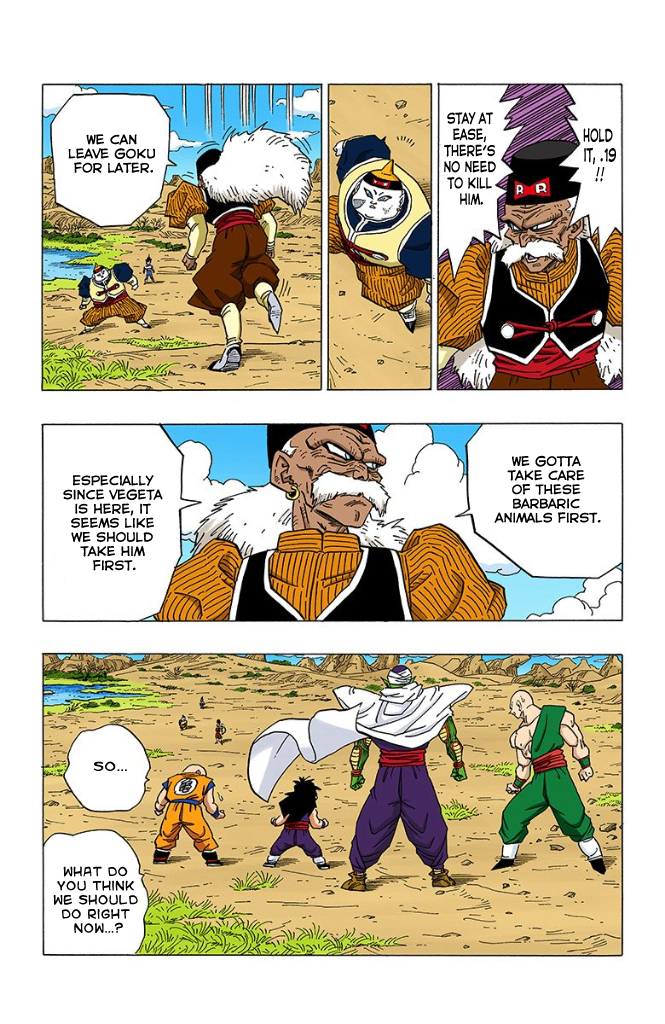 HOLD
IT, .19
!!
STAY AT
EASE,
THERE'S
NO NEED
TO KILL
HIM.
RR
WE CAN
LEAVE GOKU
FOR LATER.
WE GOTTA
TAKE CARE
OF THESE
BARBARIC
ANIMALS FIRST.
ESPECIALLY
SINCE VEGETA
IS HERE, IT
SEEMS LIKE
WE SHOULD
TAKE HIM
FIRST.
SO...
WHAT DO
YOU THINK
WE SHOULD
DO RIGHT
NOW...?